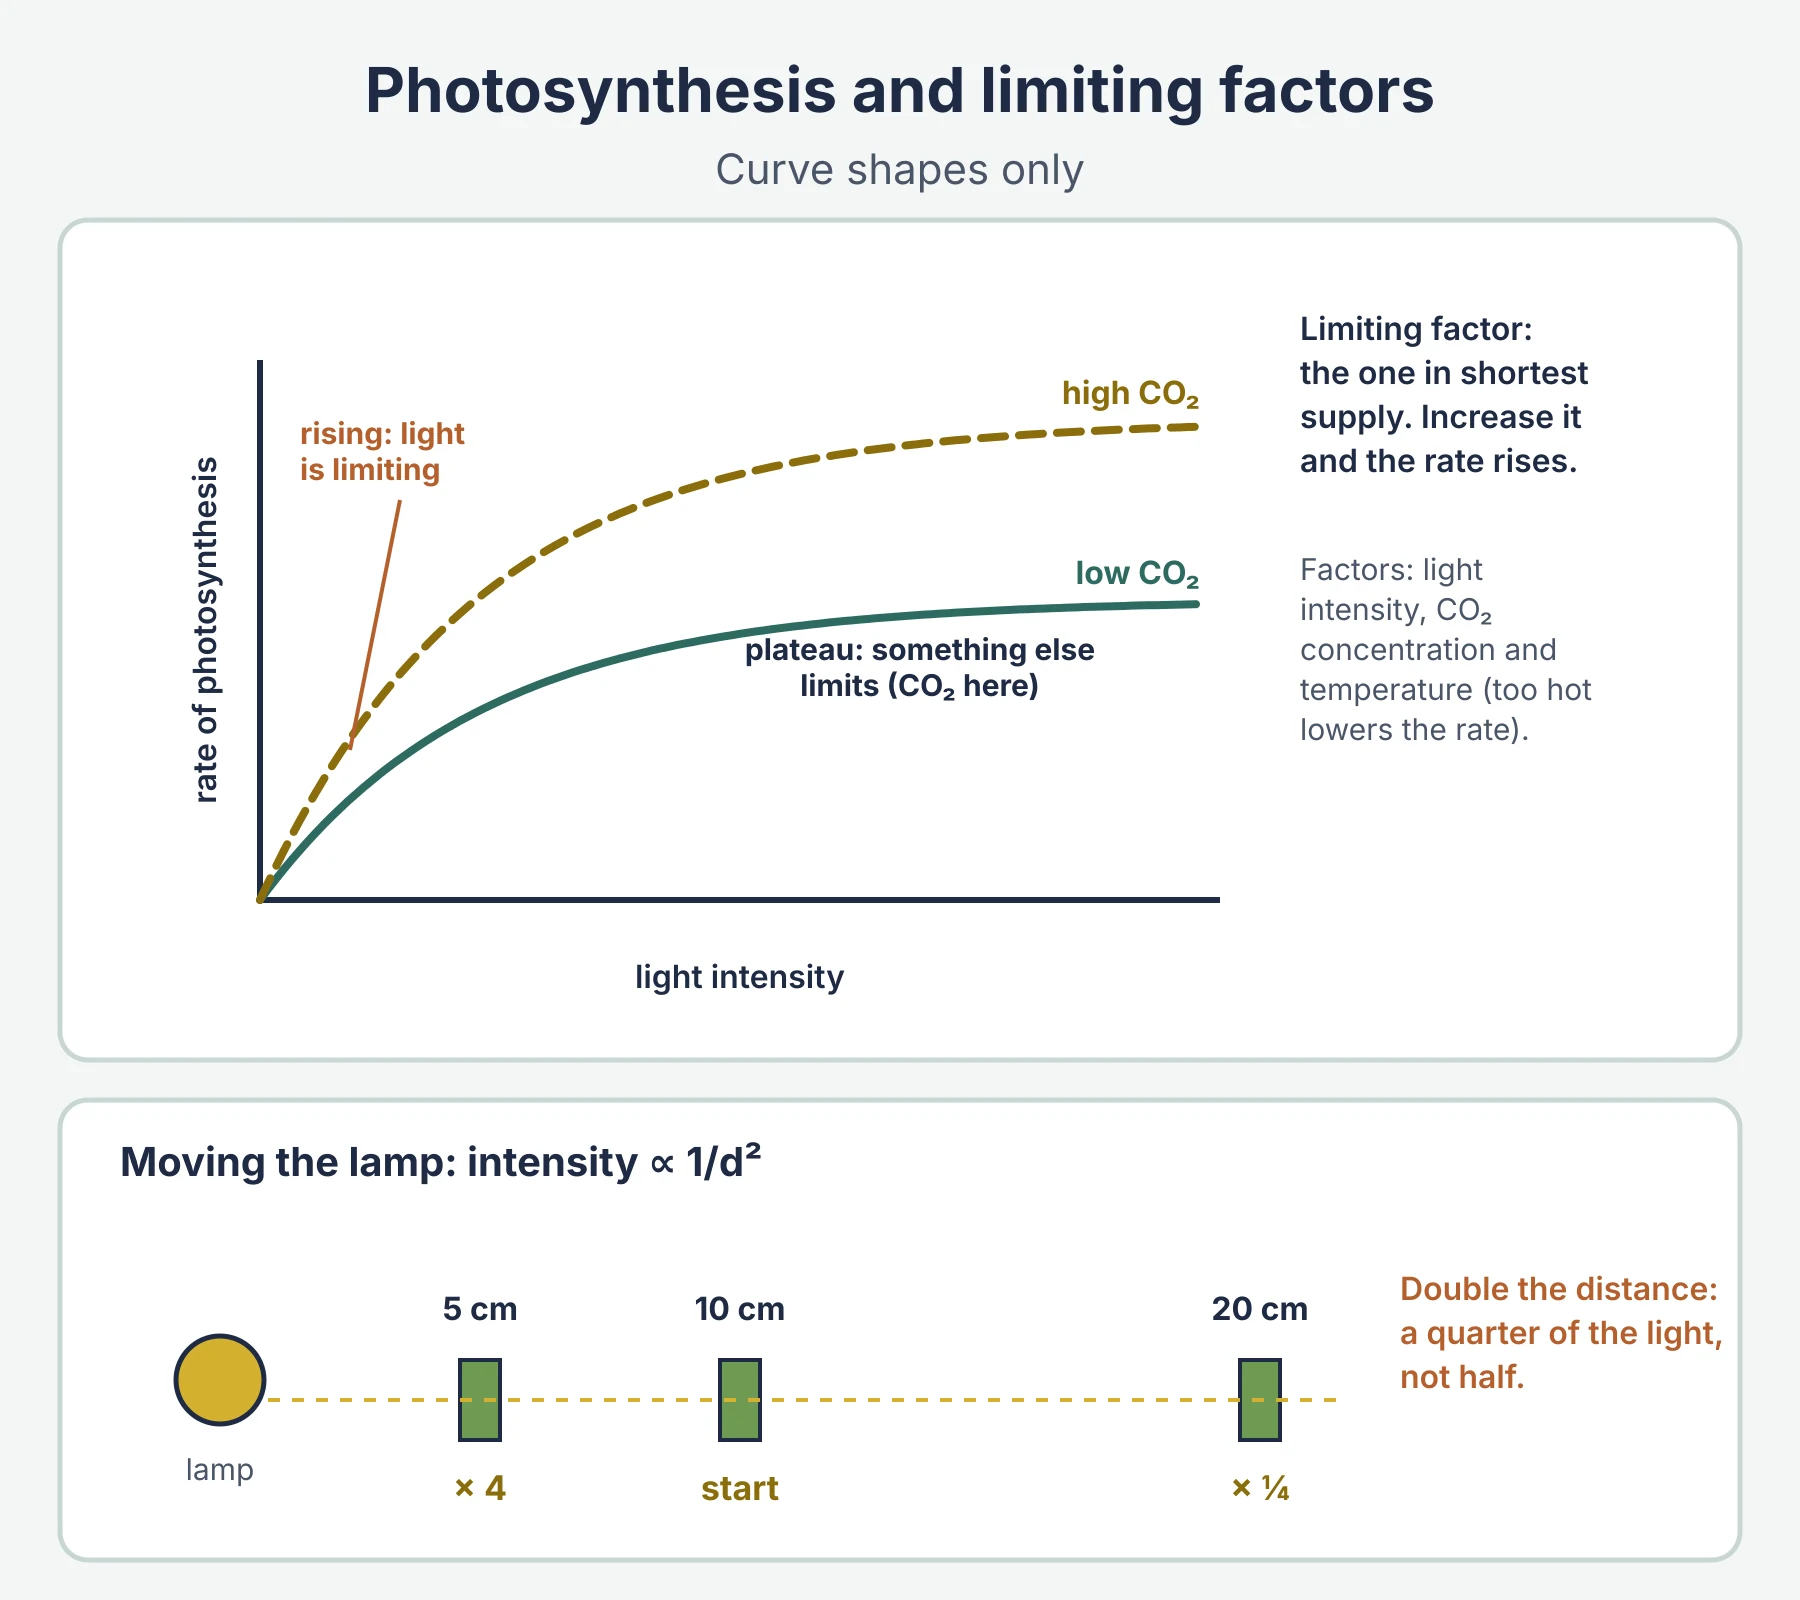 Photosynthesis and limiting factors
Curve shapes only
rate of photosynthesis
rising: light
is limiting
high CO₂
low CO₂
plateau: something else
limits (CO₂ here)
light intensity
Limiting factor:
the one in shortest
supply. Increase it
and the rate rises.
Factors: light
intensity, CO₂
concentration and
temperature (too hot
lowers the rate).
Moving the lamp: intensity ∝ 1/d²
5 cm
10 cm
20 cm
lamp
× 4
start
× ¼
Double the distance:
a quarter of the light,
not half.